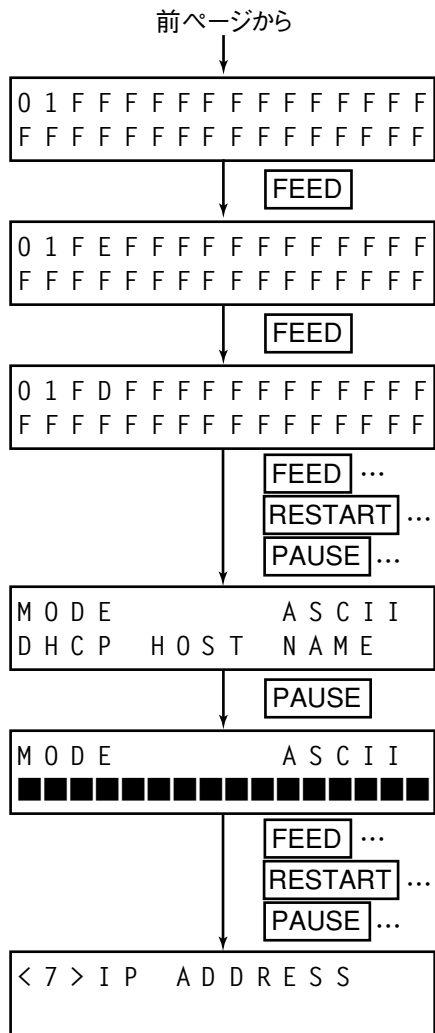 前ページから
01FFFFFFFFFFFFFF
FFFFFFFFFFFFFFFF
FEED
01FEFFFFFFFFFFFF
FFFFFFFFFFFFFFFF
FEED
01FDFFFFFFFFFFFF
FFFFFFFFFFFFFFFF
FEED …
RESTART …
PAUSE …
MODE ASCII
DHCP HOST NAME
PAUSE
MODE ASCII
■■■■■■■■■■■■■■■■
FEED …
RESTART …
PAUSE …
<7>IP ADDRESS